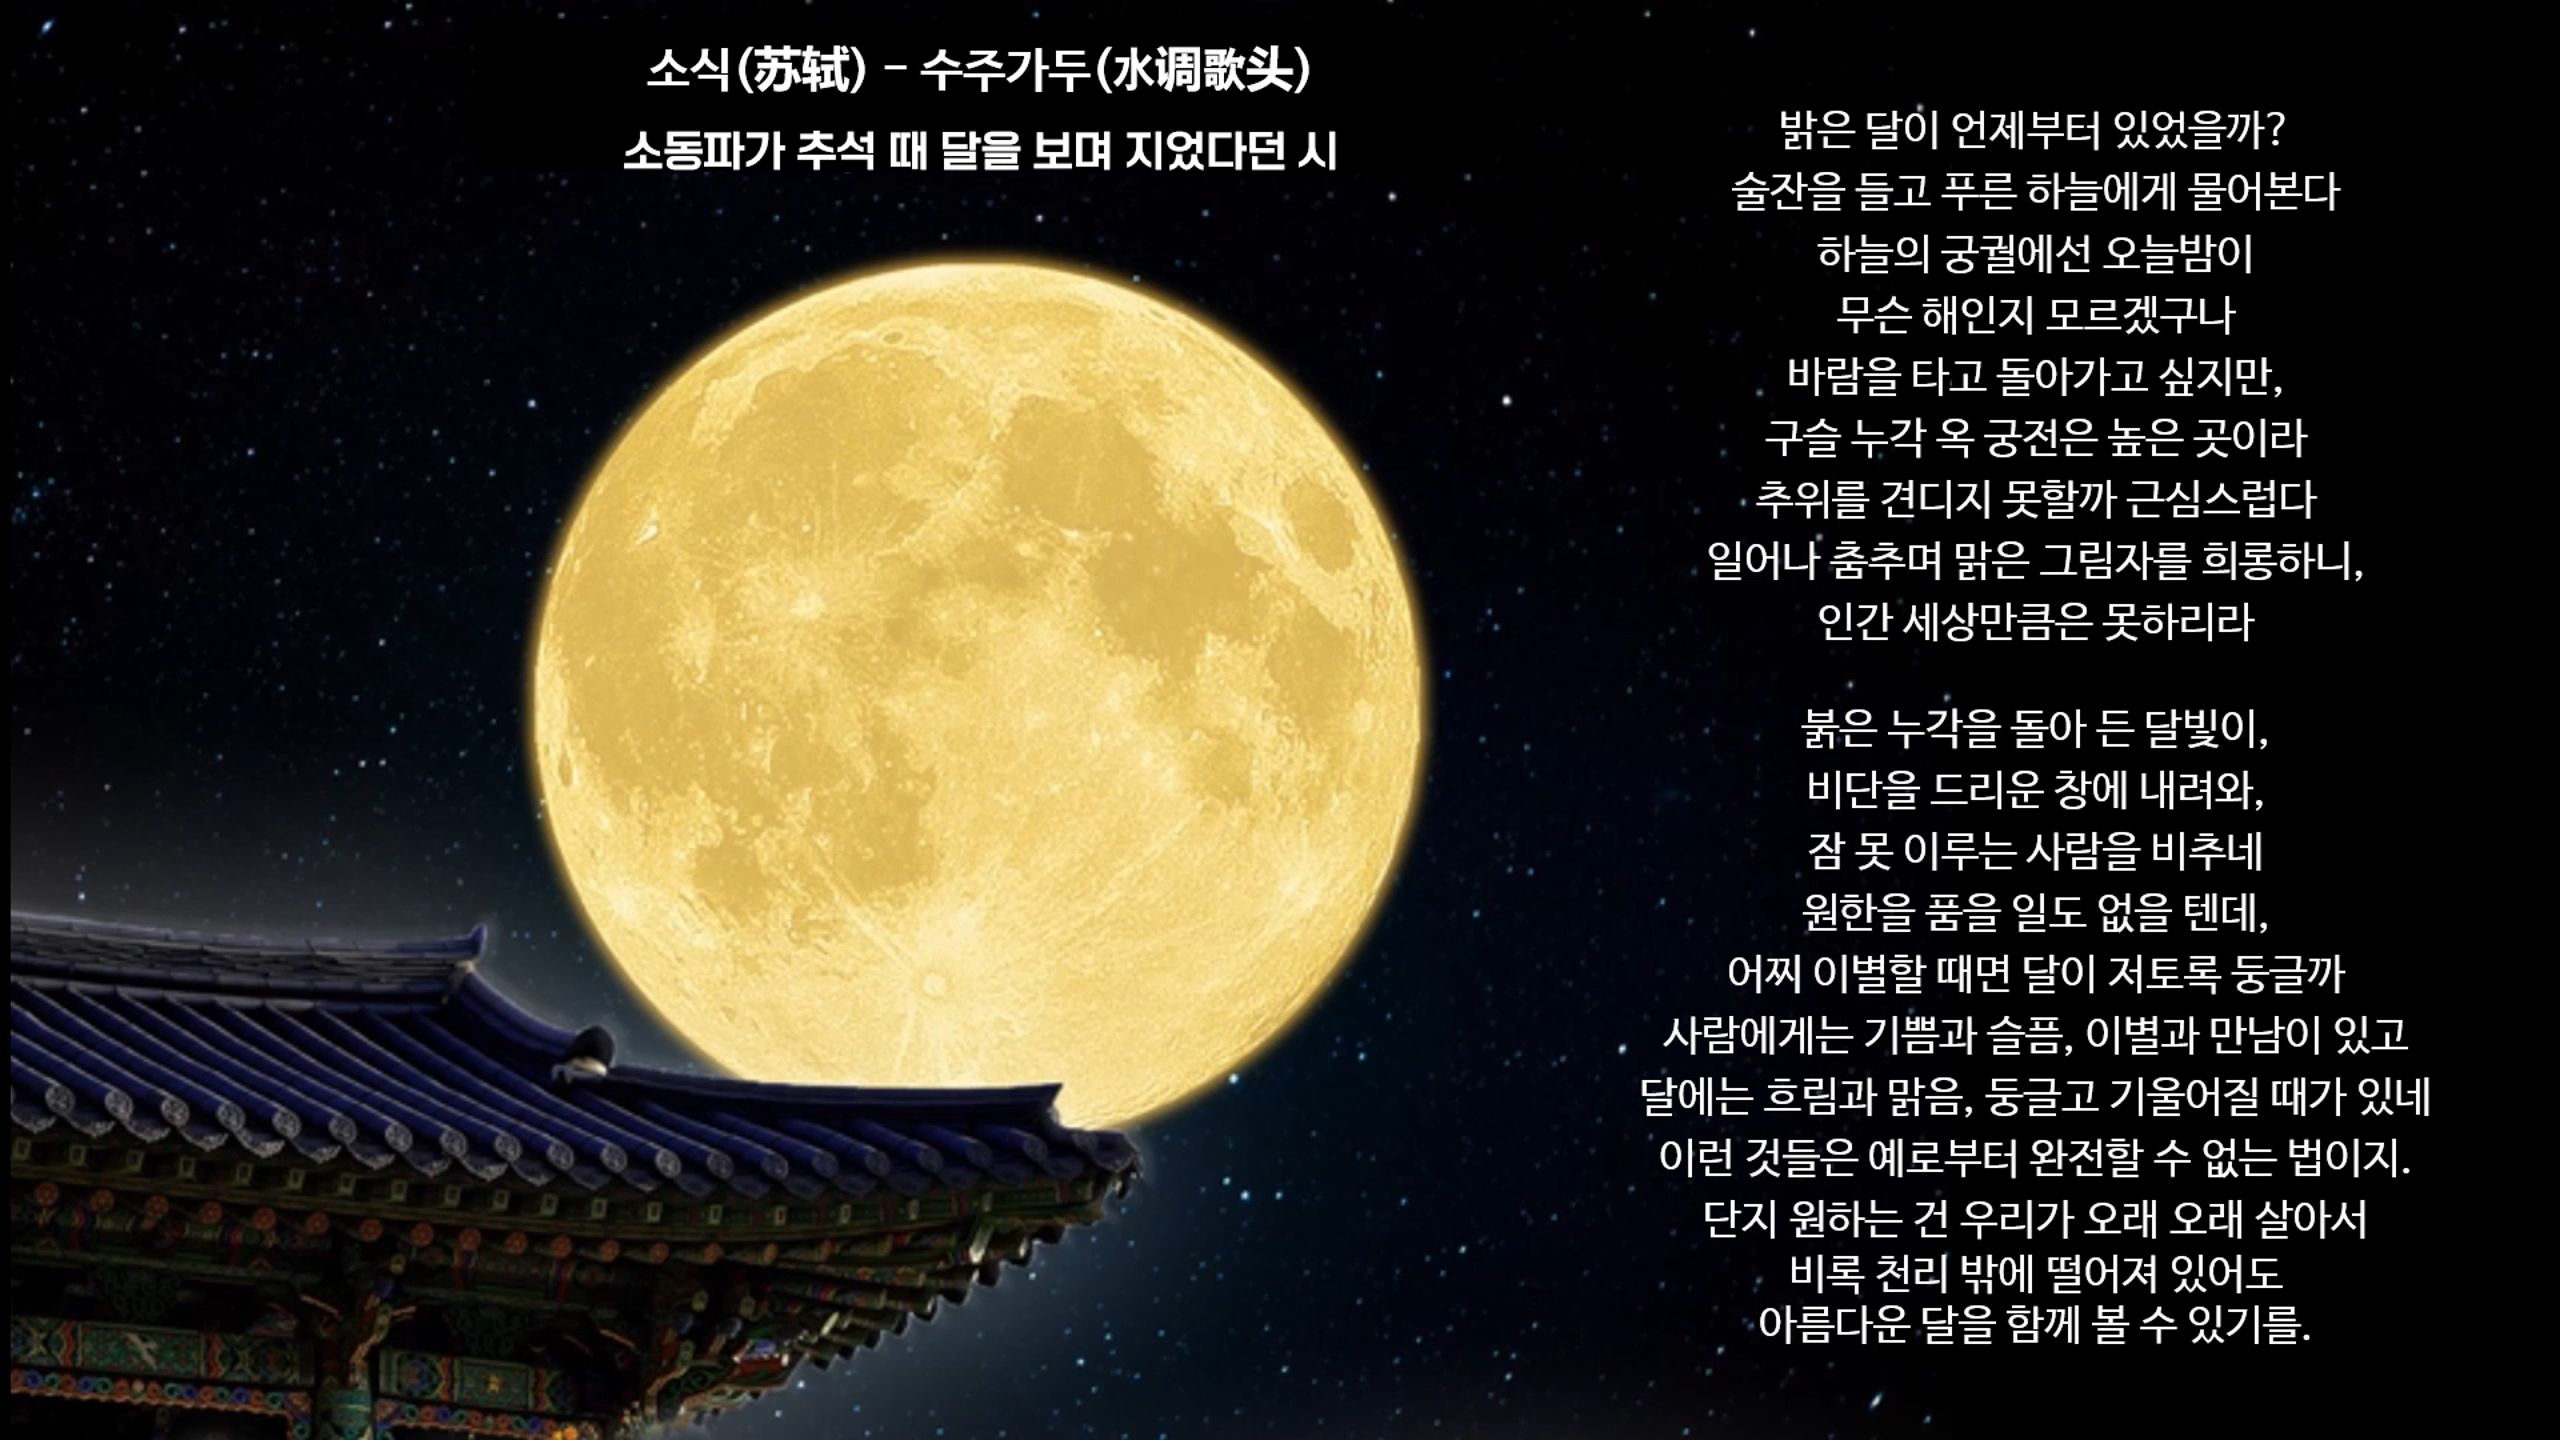 소식(苏轼) - 수주가두(水调歌头)
소동파가 추석 때 달을 보며 지었다던 시
밝은 달이 언제부터 있었을까?
술잔을 들고 푸른 하늘에게 물어본다
하늘의 궁궐에선 오늘밤이
무슨 해인지 모르겠구나
바람을 타고 돌아가고 싶지만,
구슬 누각 옥 궁전은 높은 곳이라
추위를 견디지 못할까 근심스럽다
일어나 춤추며 맑은 그림자를 희롱하니,
인간 세상만큼은 못하리라
붉은 누각을 돌아 든 달빛이,
비단을 드리운 창에 내려와,
잠 못 이루는 사람을 비추네
원한을 품을 일도 없을 텐데,
어찌 이별할 때면 달이 저토록 둥글까
사람에게는 기쁨과 슬픔, 이별과 만남이 있고
달에는 흐림과 맑음, 둥글고 기울어질 때가 있네
이런 것들은 예로부터 완전할 수 없는 법이지.
단지 원하는 건 우리가 오래 오래 살아서
비록 천리 밖에 떨어져 있어도
아름다운 달을 함께 볼 수 있기를.